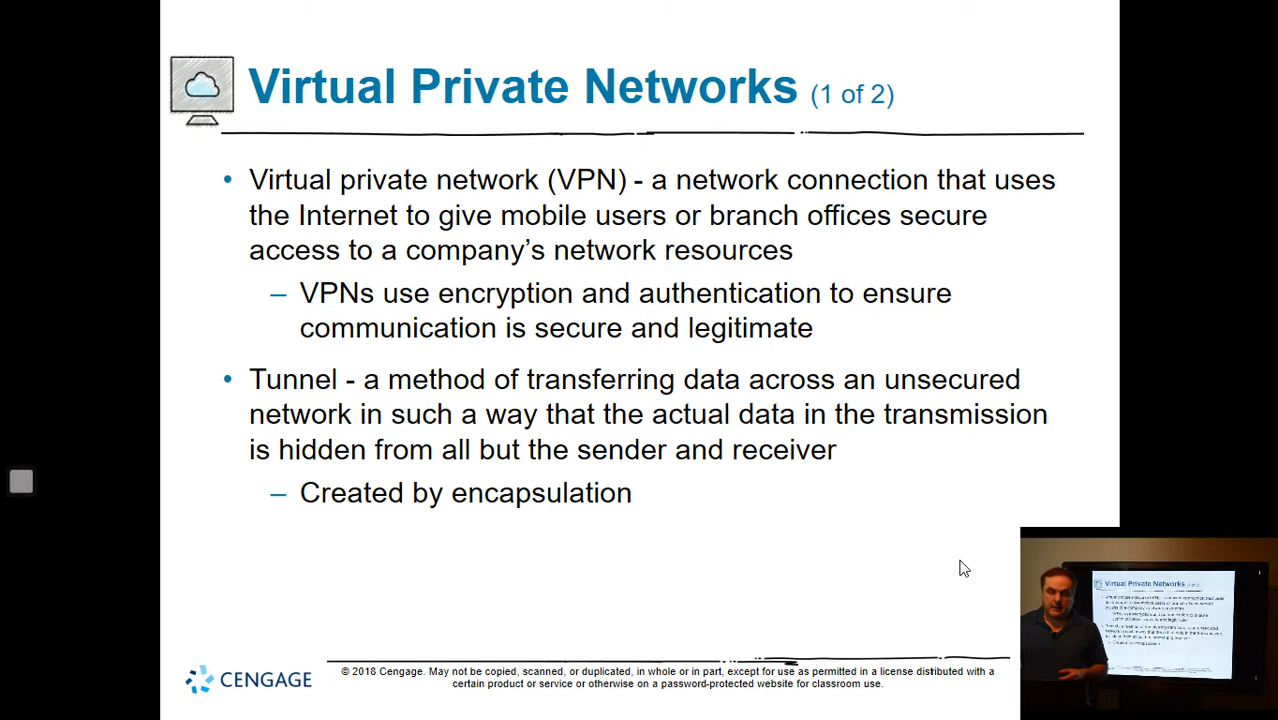 Virtual Private Networks (1 of 2)
• Virtual private network (VPN) - a network connection that uses
the Internet to give mobile users or branch offices secure
access to a company’s network resources
– VPNs use encryption and authentication to ensure
communication is secure and legitimate
• Tunnel - a method of transferring data across an unsecured
network in such a way that the actual data in the transmission
is hidden from all but the sender and receiver
– Created by encapsulation
Virtual Private Networks
CENGAGE
© 2018 Cengage. May not be copied, scanned, or duplicated, in whole or in part, except for use as permitted in a license distributed with a
certain product or service or otherwise on a password-protected website for classroom use.